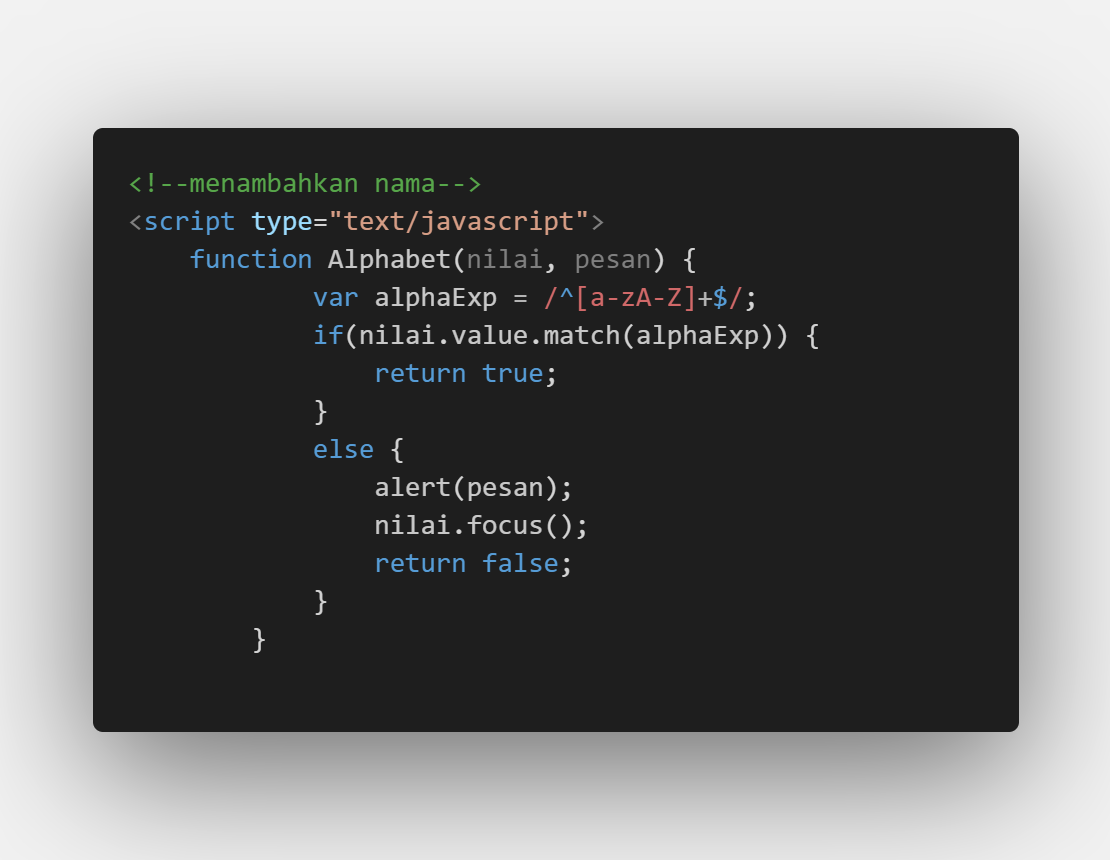 <!--menambahkan nama-->
<script type="text/javascript">
    function Alphabet(nilai, pesan) {
            var alphaExp = /^[a-zA-Z]+$/;
            if(nilai.value.match(alphaExp)) {
                return true;
            }
            else {
                alert(pesan);
                nilai.focus();
                return false;
            }
        }